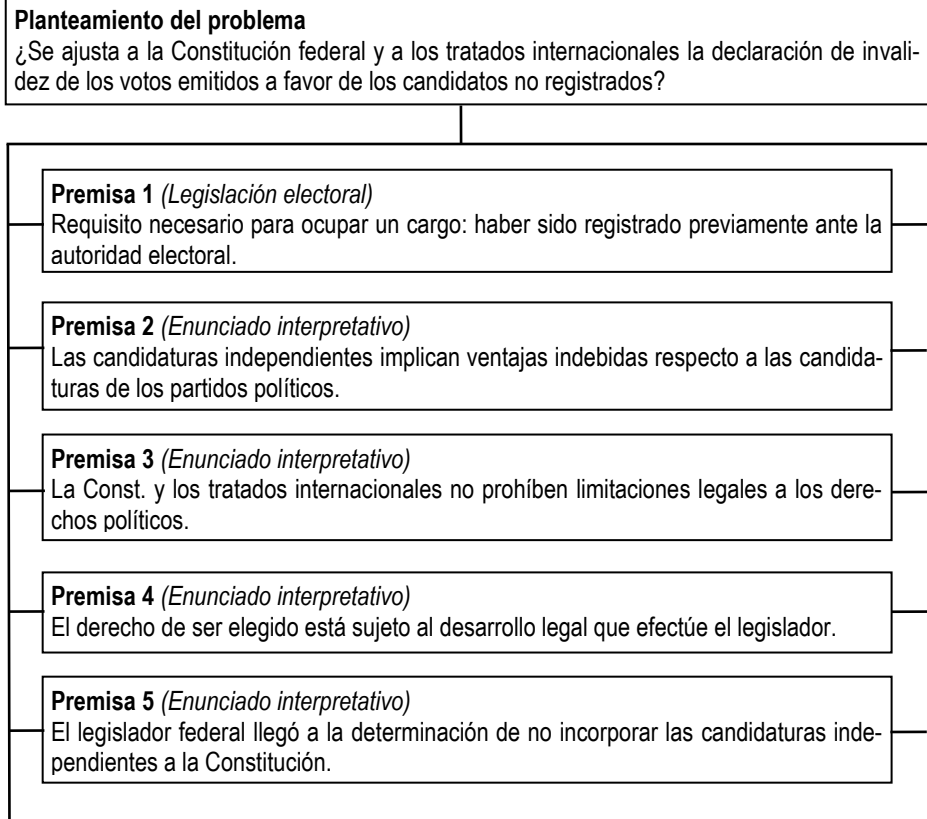 Planteamiento del problema
¿Se ajusta a la Constitución federal y a los tratados internacionales la declaración de invali-
dez de los votos emitidos a favor de los candidatos no registrados?
Premisa 1 (Legislación electoral)
Requisito necesario para ocupar un cargo: haber sido registrado previamente ante la
autoridad electoral.
Premisa 2 (Enunciado interpretativo)
Las candidaturas independientes implican ventajas indebidas respecto a las candida-
turas de los partidos políticos.
Premisa 3 (Enunciado interpretativo)
La Const. y los tratados internacionales no prohíben limitaciones legales a los dere-
chos políticos.
Premisa 4 (Enunciado interpretativo)
El derecho de ser elegido está sujeto al desarrollo legal que efectúe el legislador.
Premisa 5 (Enunciado interpretativo)
El legislador federal llegó a la determinación de no incorporar las candidaturas inde-
pendientes a la Constitución.